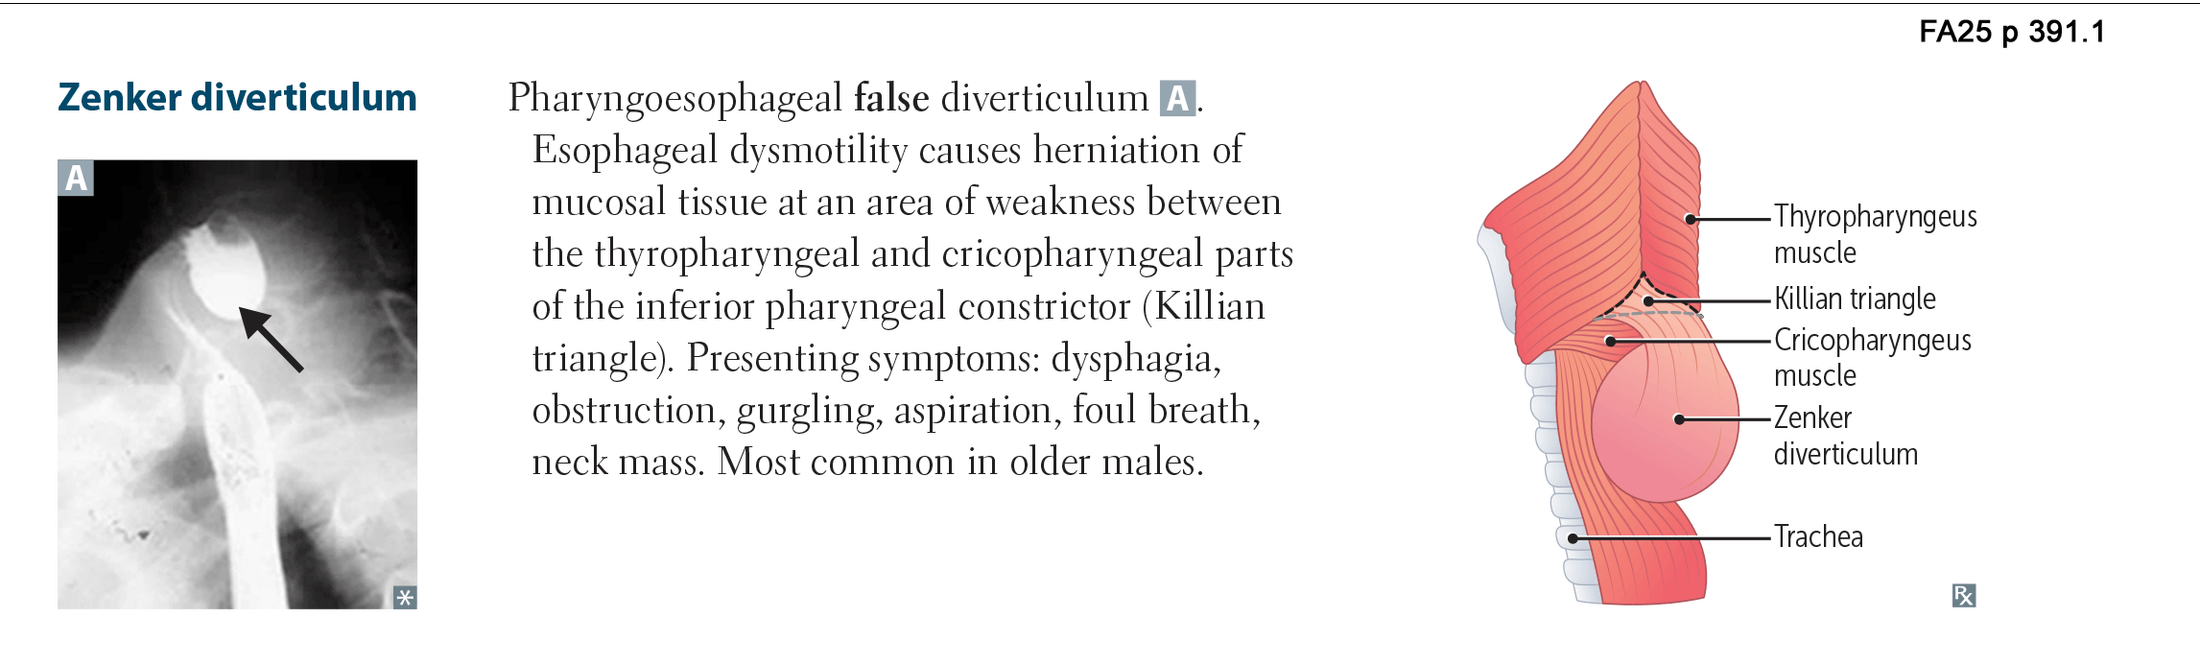 FA25 p 391.1
Zenker diverticulum
A
Pharyngoesophageal false diverticulum A.
Esophageal dysmotility causes herniation of
mucosal tissue at an area of weakness between
the thyropharyngeal and cricopharyngeal parts
of the inferior pharyngeal constrictor (Killian
triangle). Presenting symptoms: dysphagia,
obstruction, gurgling, aspiration, foul breath,
neck mass. Most common in older males.
Thyropharyngeus
muscle
Killian triangle
Cricopharyngeus
muscle
Zenker
diverticulum
Trachea
Rx